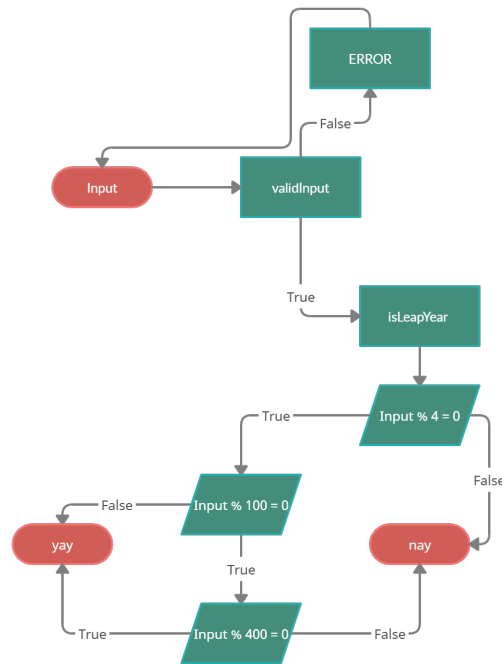 ERROR
False
Input
validInput
True
isLeapYear
Input % 4 = 0
True
False
Input % 100 = 0
False
yay
nay
True
Input % 400 = 0
True
False